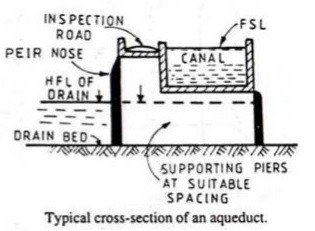 INSPECTION
ROAD
FSL
PEIR NOSE
CANAL
HFL OF
DRAIN
DRAIN BED
SUPPORTING PIERS
AT SUITABLE
SPACING
Typical cross-section of an aqueduct.